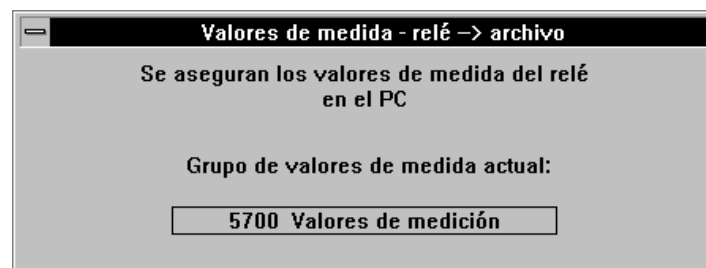 Valores de medida - relé –> archivo
Se aseguran los valores de medida del relé
en el PC
Grupo de valores de medida actual:
5700 Valores de medición